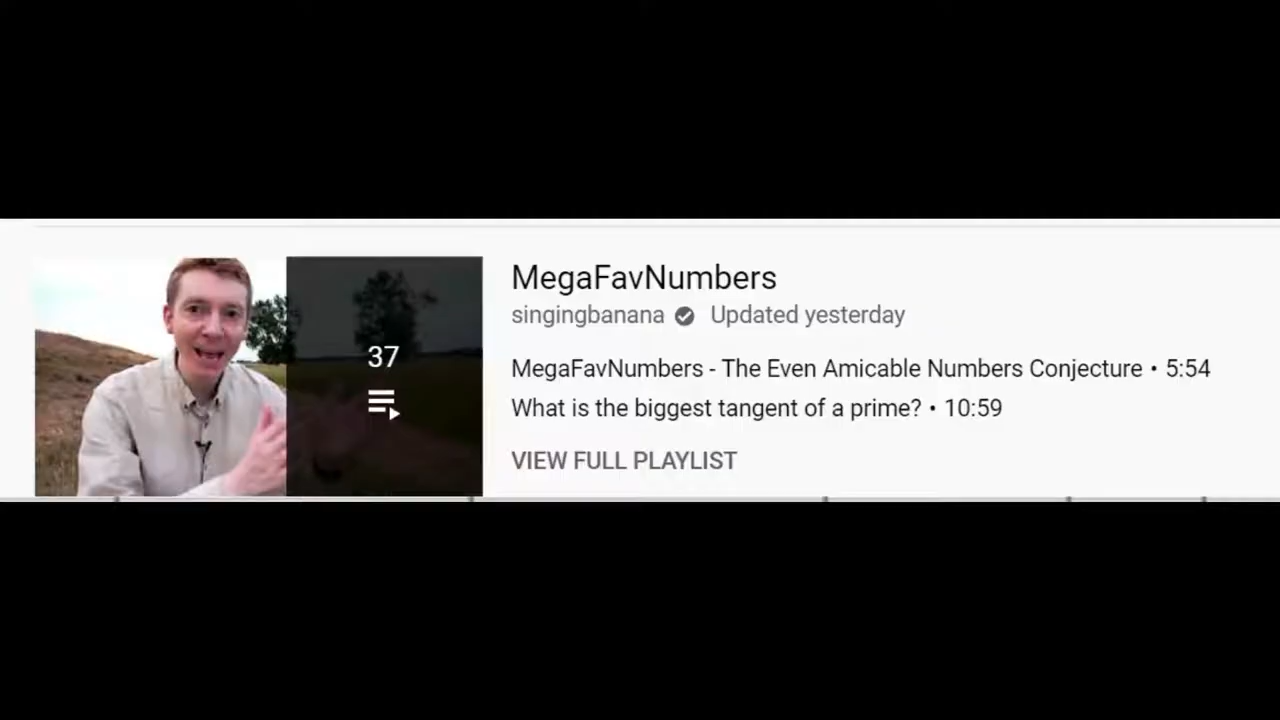 37
MegaFavNumbers
singingbanana Updated yesterday
MegaFavNumbers - The Even Amicable Numbers Conjecture • 5:54
What is the biggest tangent of a prime? • 10:59
VIEW FULL PLAYLIST